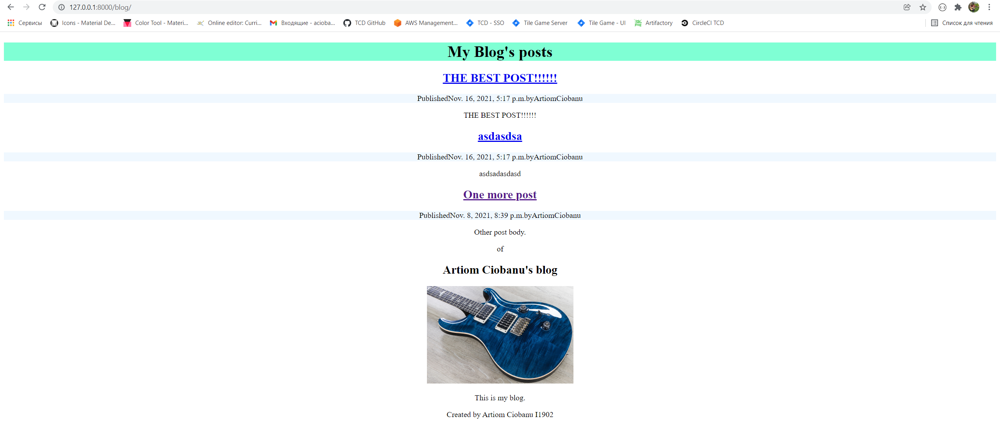 127.0.0.1:8000/blog/
Сервисы Icons - Material De... Color Tool - Materi... Online editor: Curri... Входящие - acioba... TCD GitHub AWS Management... TCD - SSO Tile Game Server Tile Game - UI Artifactory CircleCI TCD Список для чтения
My Blog's posts
THE BEST POST!!!!!!
PublishedNov. 16, 2021, 5:17 p.m.byArtiomCiobanu
THE BEST POST!!!!!!
asdasdsa
PublishedNov. 16, 2021, 5:17 p.m.byArtiomCiobanu
asdsadasdasd
One more post
PublishedNov. 8, 2021, 8:39 p.m.byArtiomCiobanu
Other post body.
of
Artiom Ciobanu's blog
This is my blog.
Created by Artiom Ciobanu I1902